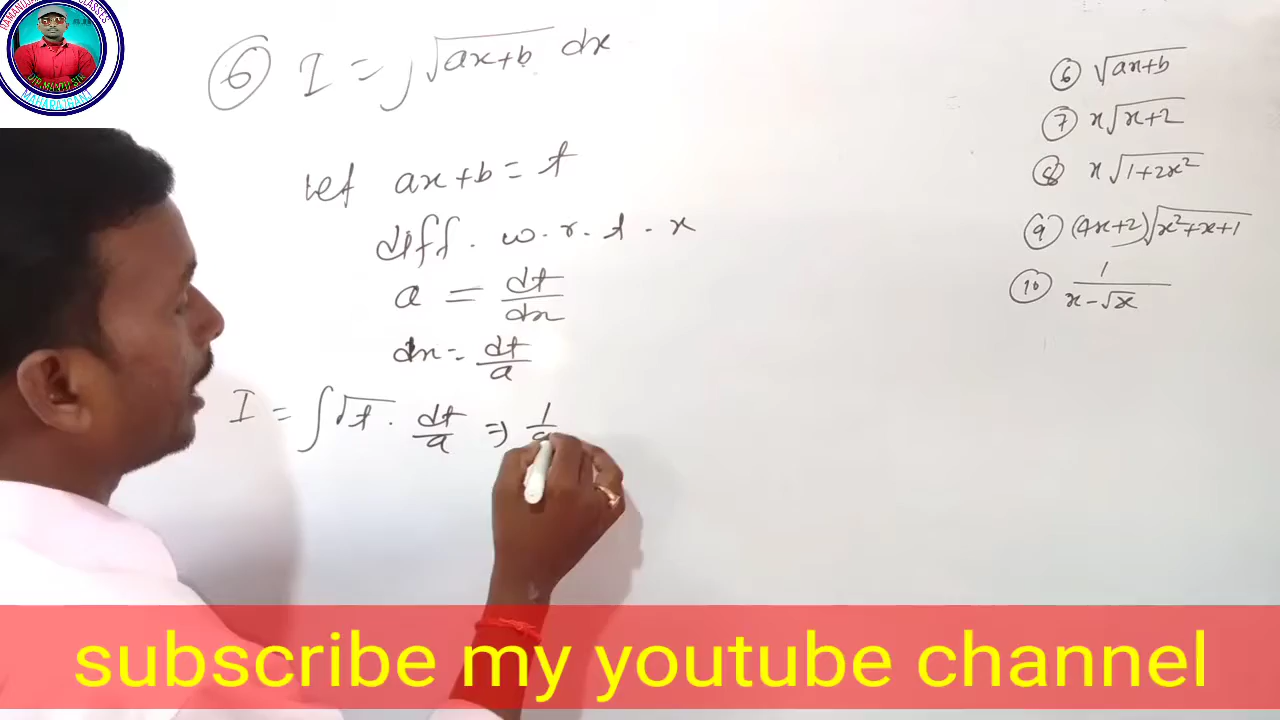 ⑥ I = ∫√(ax+b) dx
let ax+b = t
diff. w.r.t. x
a = dt/dx
dx = dt/a
I = ∫√t · dt/a ⇒ 1/a
⑥ √(ax+b)
⑦ x√(x+2)
⑧ x√(1+2x²)
⑨ (4x+2)√(x²+x+1)
⑩ 1/(x-√x)
MAHARAJGANJ
subscribe my youtube channel